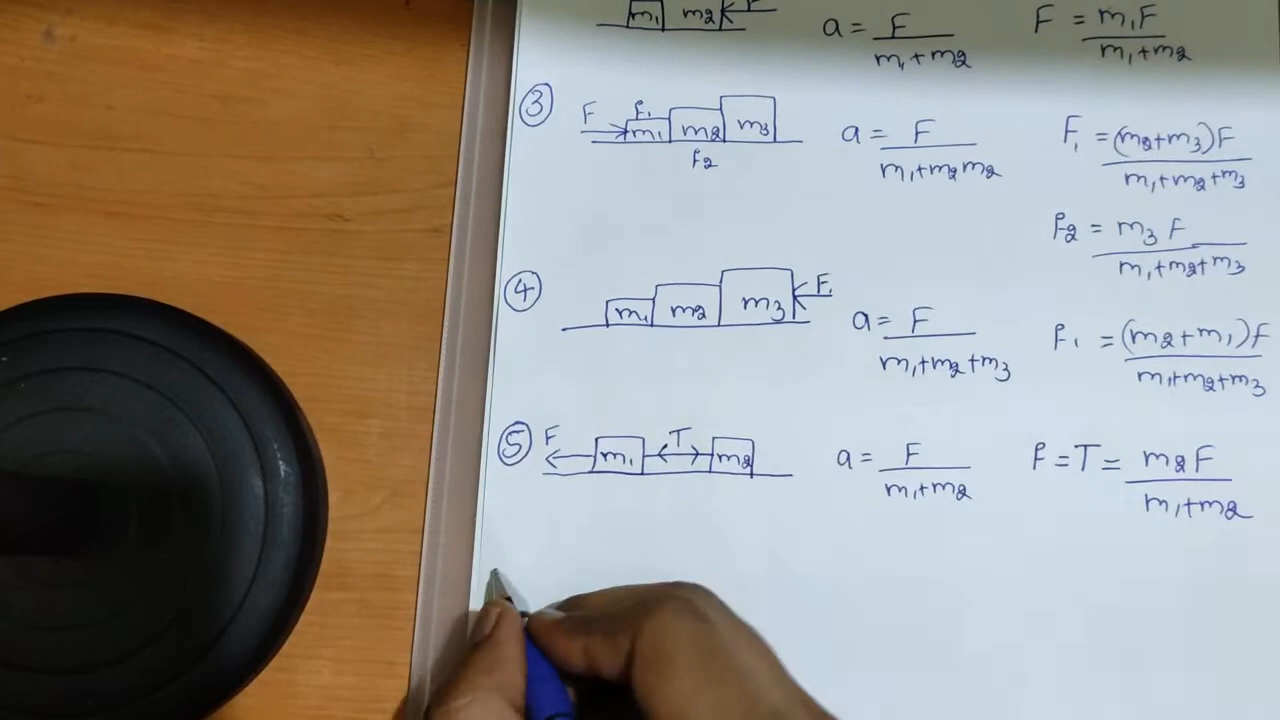 m₁ m₂ F
a = F / m₁+m₂
F = m₁F / m₁+m₂
③ F f₁ m₁ m₂ m₃ f₂
a = F / m₁+m₂m₂
F₁ = (m₂+m₃)F / m₁+m₂+m₃
f₂ = m₃ F / m₁+m₂+m₃
④ m₁ m₂ m₃ F₁
a = F / m₁+m₂+m₃
f₁ = (m₂+m₁)F / m₁+m₂+m₃
⑤ F m₁ T m₂
a = F / m₁+m₂
f = T = m₂F / m₁+m₂